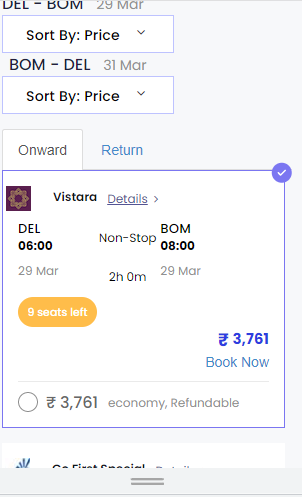 DEL - BOM 29 Mar
Sort By: Price
BOM - DEL 31 Mar
Sort By: Price
Onward Return
Vistara Details >
DEL BOM
06:00 Non-Stop 08:00
29 Mar 29 Mar
2h 0m
9 seats left
₹ 3,761
Book Now
₹ 3,761 economy, Refundable
Go First Special Details